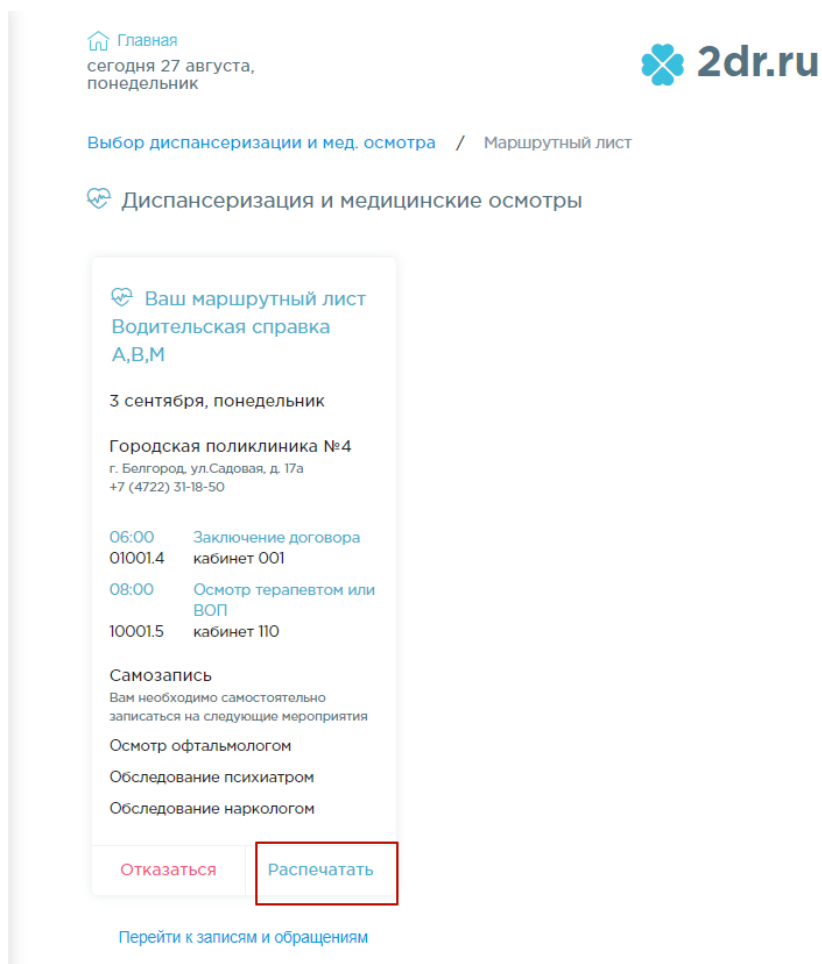 Главная
сегодня 27 августа,
понедельник
2dr.ru
Выбор диспансеризации и мед. осмотра / Маршрутный лист
Диспансеризация и медицинские осмотры
Ваш маршрутный лист
Водительская справка
А,В,М
3 сентября, понедельник
Городская поликлиника №4
г. Белгород, ул.Садовая, д. 17а
+7 (4722) 31-18-50
06:00 Заключение договора
01001.4 кабинет 001
08:00 Осмотр терапевтом или
ВОП
10001.5 кабинет 110
Самозапись
Вам необходимо самостоятельно
записаться на следующие мероприятия
Осмотр офтальмологом
Обследование психиатром
Обследование наркологом
Отказаться Распечатать
Перейти к записям и обращениям